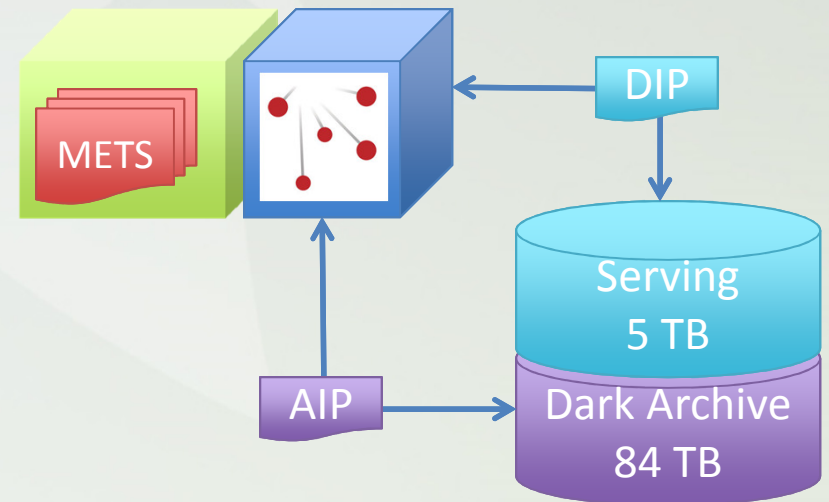 METS
DIP
Serving
5 TB
AIP
Dark Archive
84 TB